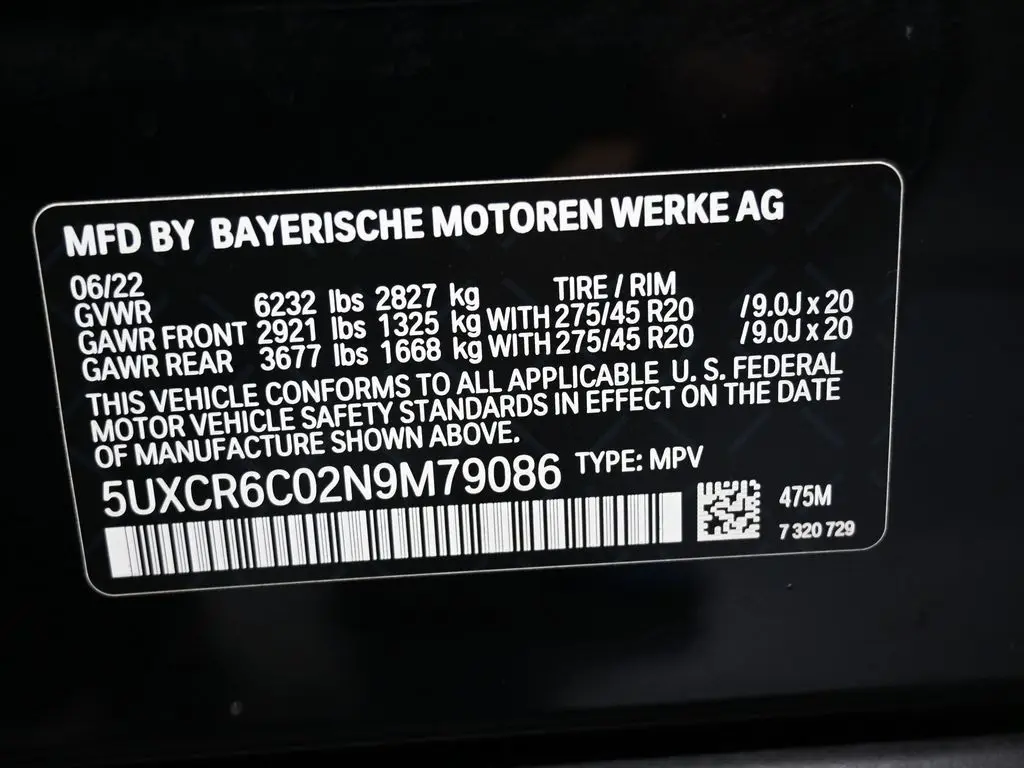 MFD BY BAYERISCHE MOTOREN WERKE AG
06/22 TIRE / RIM
GVWR 6232 lbs 2827 kg
GAWR FRONT 2921 lbs 1325 kg WITH 275/45 R20 /9.0J x 20
GAWR REAR 3677 lbs 1668 kg WITH 275/45 R20 /9.0J x 20
THIS VEHICLE CONFORMS TO ALL APPLICABLE U. S. FEDERAL
MOTOR VEHICLE SAFETY STANDARDS IN EFFECT ON THE DATE
OF MANUFACTURE SHOWN ABOVE.
5UXCR6C02N9M79086 TYPE: MPV
475M
7 320 729